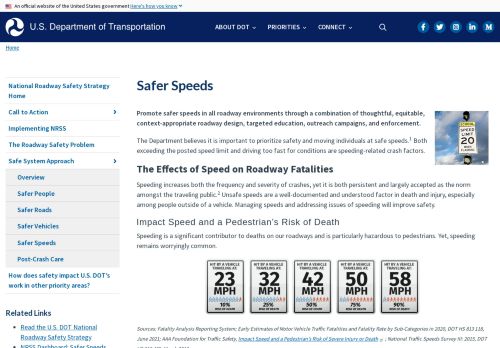 An official website of the United States government Here's how you know
U.S. Department of Transportation
ABOUT DOT
PRIORITIES
CONNECT
Home
National Roadway Safety Strategy
Home
Call to Action
Implementing NRSS
The Roadway Safety Problem
Safe System Approach
Overview
Safer People
Safer Roads
Safer Vehicles
Safer Speeds
Post-Crash Care
How does safety impact U.S. DOT's
work in other priority areas?
Related Links
Read the U.S. DOT National
Roadway Safety Strategy
NRSS Dashboard: Safer Speeds
Safer Speeds
Promote safer speeds in all roadway environments through a combination of thoughtful, equitable,
context-appropriate roadway design, targeted education, outreach campaigns, and enforcement.
The Department believes it is important to prioritize safety and moving individuals at safe speeds.1 Both
exceeding the posted speed limit and driving too fast for conditions are speeding-related crash factors.
SPEED
LIMIT
20
The Effects of Speed on Roadway Fatalities
Speeding increases both the frequency and severity of crashes, yet it is both persistent and largely accepted as the norm
amongst the traveling public.2 Unsafe speeds are a well-documented and understood factor in death and injury, especially
among people outside of a vehicle. Managing speeds and addressing issues of speeding will improve safety.
Impact Speed and a Pedestrian's Risk of Death
Speeding is a significant contributor to deaths on our roadways and is particularly hazardous to pedestrians. Yet, speeding
remains worryingly common.
HIT BY A VEHICLE TRAVELING AT: 23 MPH 10% RISK OF DEATH
HIT BY A VEHICLE TRAVELING AT: 32 MPH 25% RISK OF DEATH
HIT BY A VEHICLE TRAVELING AT: 42 MPH 50% RISK OF DEATH
HIT BY A VEHICLE TRAVELING AT: 50 MPH 75% RISK OF DEATH
HIT BY A VEHICLE TRAVELING AT: 58 MPH 90% RISK OF DEATH
Sources: Fatality Analysis Reporting System; Early Estimates of Motor Vehicle Traffic Fatalities and Fatality Rate by Sub-Categories in 2020, DOT HS 813 118
June 2021; AAA Foundation for Traffic Safety, Impact Speed and a Pedestrian's Risk of Severe Injury or Death , National Traffic Speeds Survey III: 2015, DOT